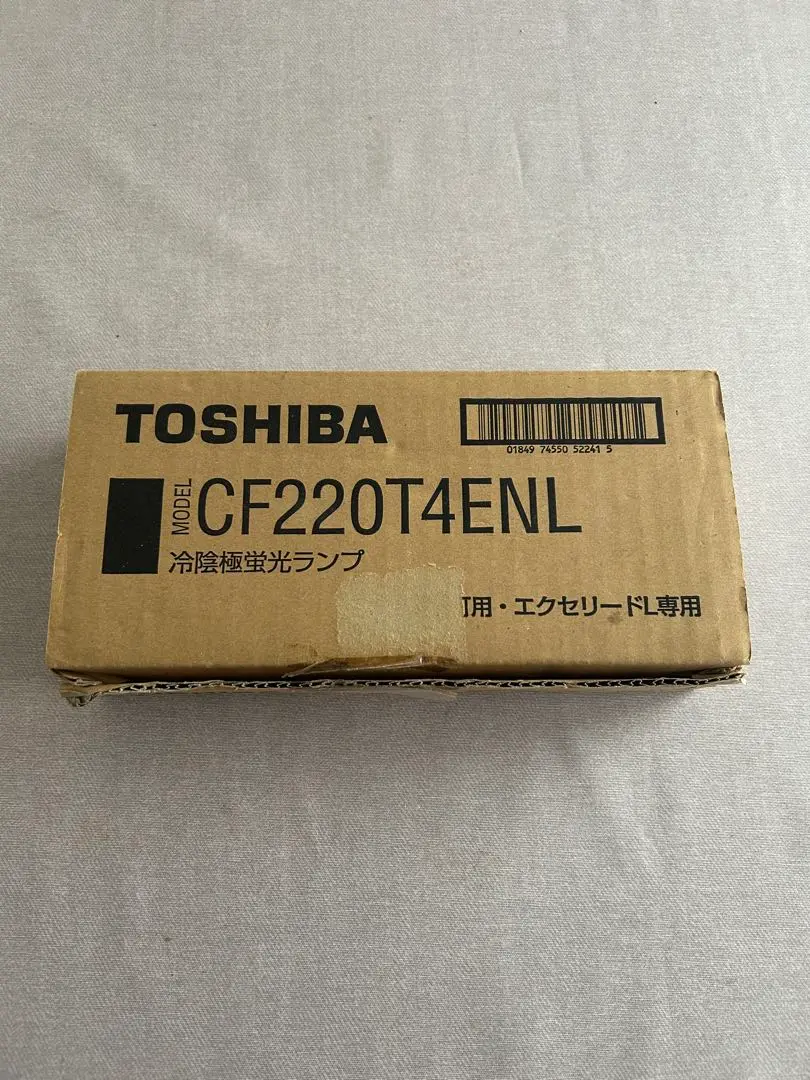 TOSHIBA
01849 74550 52241 5
MODEL CF220T4ENL
冷陰極蛍光ランプ
用・エクセリードL専用